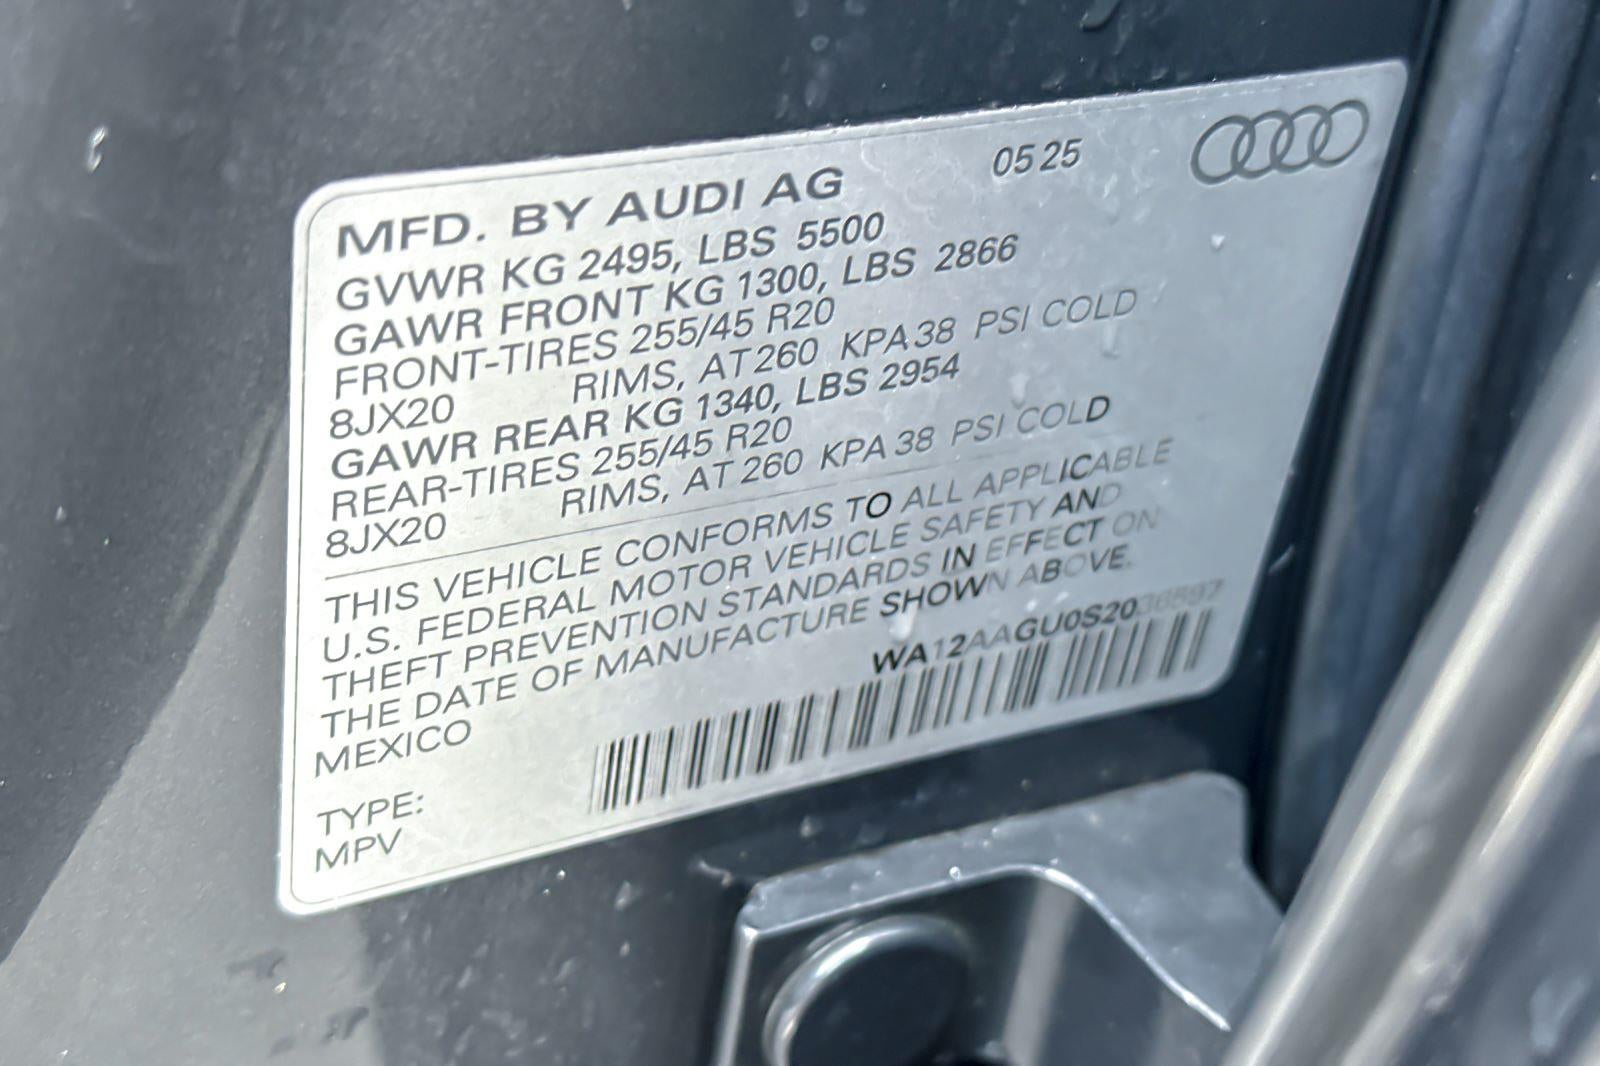 05 25
MFD. BY AUDI AG
GVWR KG 2495, LBS 5500
GAWR FRONT KG 1300, LBS 2866
FRONT-TIRES 255/45 R20
8JX20 RIMS, AT 260 KPA 38 PSI COLD
GAWR REAR KG 1340, LBS 2954
REAR-TIRES 255/45 R20
8JX20 RIMS, AT 260 KPA 38 PSI COLD
THIS VEHICLE CONFORMS TO ALL APPLICABLE
U.S. FEDERAL MOTOR VEHICLE SAFETY AND
THEFT PREVENTION STANDARDS IN EFFECT ON
THE DATE OF MANUFACTURE SHOWN ABOVE.
MEXICO
TYPE:
MPV